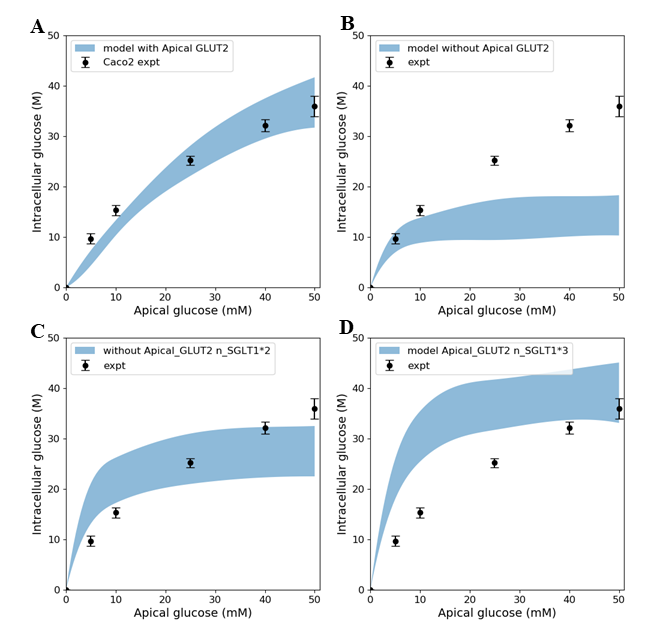 A
B
50
40
30
20
10
0
Intracellular glucose (M)
model with Apical GLUT2
Caco2 expt
0 10 20 30 40 50
Apical glucose (mM)
50
40
30
20
10
0
Intracellular glucose (M)
model without Apical GLUT2
expt
0 10 20 30 40 50
Apical glucose (mM)
C
D
50
40
30
20
10
0
Intracellular glucose (M)
without Apical_GLUT2 n_SGLT1*2
expt
0 10 20 30 40 50
Apical glucose (mM)
50
40
30
20
10
0
Intracellular glucose (M)
model Apical_GLUT2 n_SGLT1*3
expt
0 10 20 30 40 50
Apical glucose (mM)